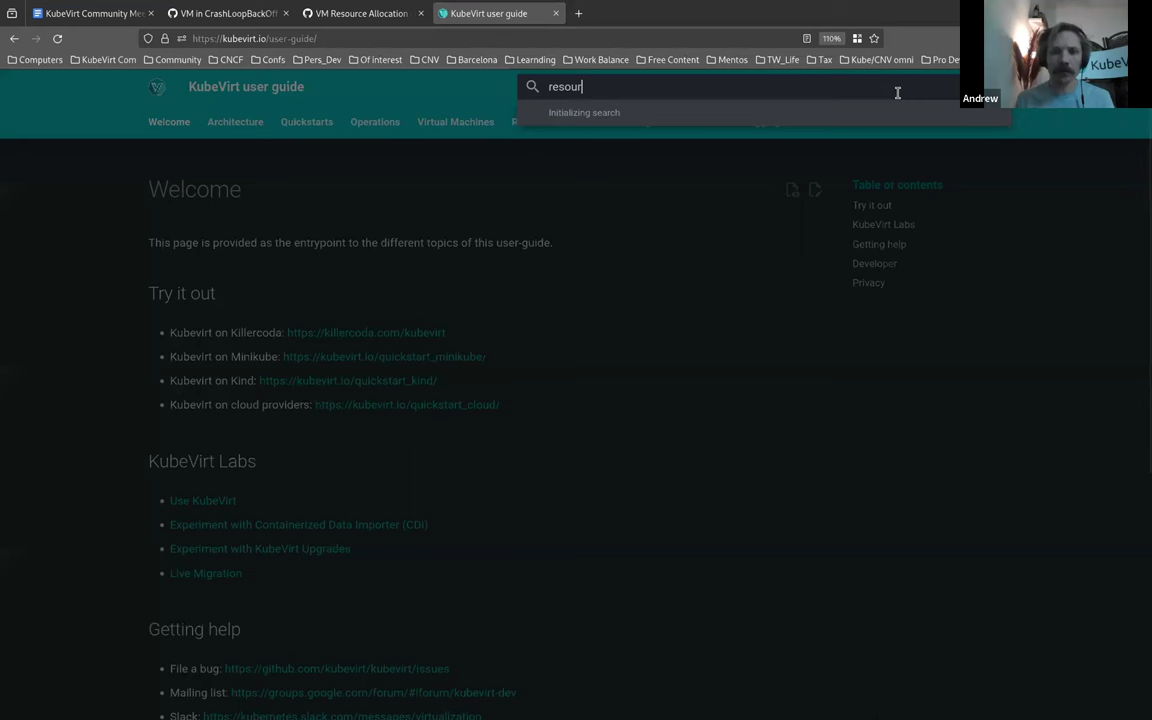 KubeVirt Community Me
VM in CrashLoopBackOf
VM Resource Allocation
KubeVirt user guide
https://kubevirt.io/user-guide/
110%
Computers
KubeVirt Com
Community
CNCF
Confs
Pers_Dev
Of interest
CNV
Barcelona
Learnding
Work Balance
Free Content
Mentos
TW_Life
Tax
Kube/CNV omni
Pro De
KubeV
Andrew
KubeVirt user guide
resour
Initializing search
Welcome
Architecture
Quickstarts
Operations
Virtual Machines
Welcome
This page is provided as the entrypoint to the different topics of this user-guide.
Try it out
Kubevirt on Killercoda: https://killercoda.com/kubevirt
Kubevirt on Minikube: https://kubevirt.io/quickstart_minikube/
Kubevirt on Kind: https://kubevirt.io/quickstart_kind/
Kubevirt on cloud providers: https://kubevirt.io/quickstart_cloud/
KubeVirt Labs
Use KubeVirt
Experiment with Containerized Data Importer (CDI)
Experiment with KubeVirt Upgrades
Live Migration
Getting help
File a bug: https://github.com/kubevirt/kubevirt/issues
Mailing list: https://groups.google.com/forum/#!forum/kubevirt-dev
Slack: https://kubernetes.slack.com/messages/virtualization
Table or contents
Try it out
KubeVirt Labs
Getting help
Developer
Privacy